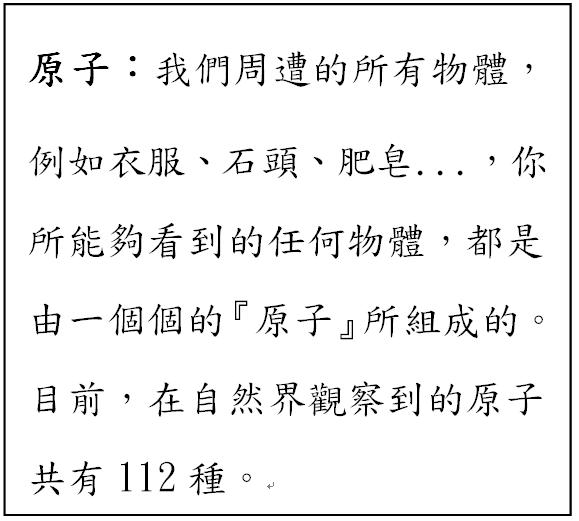 原子：我們周遭的所有物體，
例如衣服、石頭、肥皂...，你
所能夠看到的任何物體，都是
由一個個的『原子』所組成的。
目前，在自然界觀察到的原子
共有 112 種。